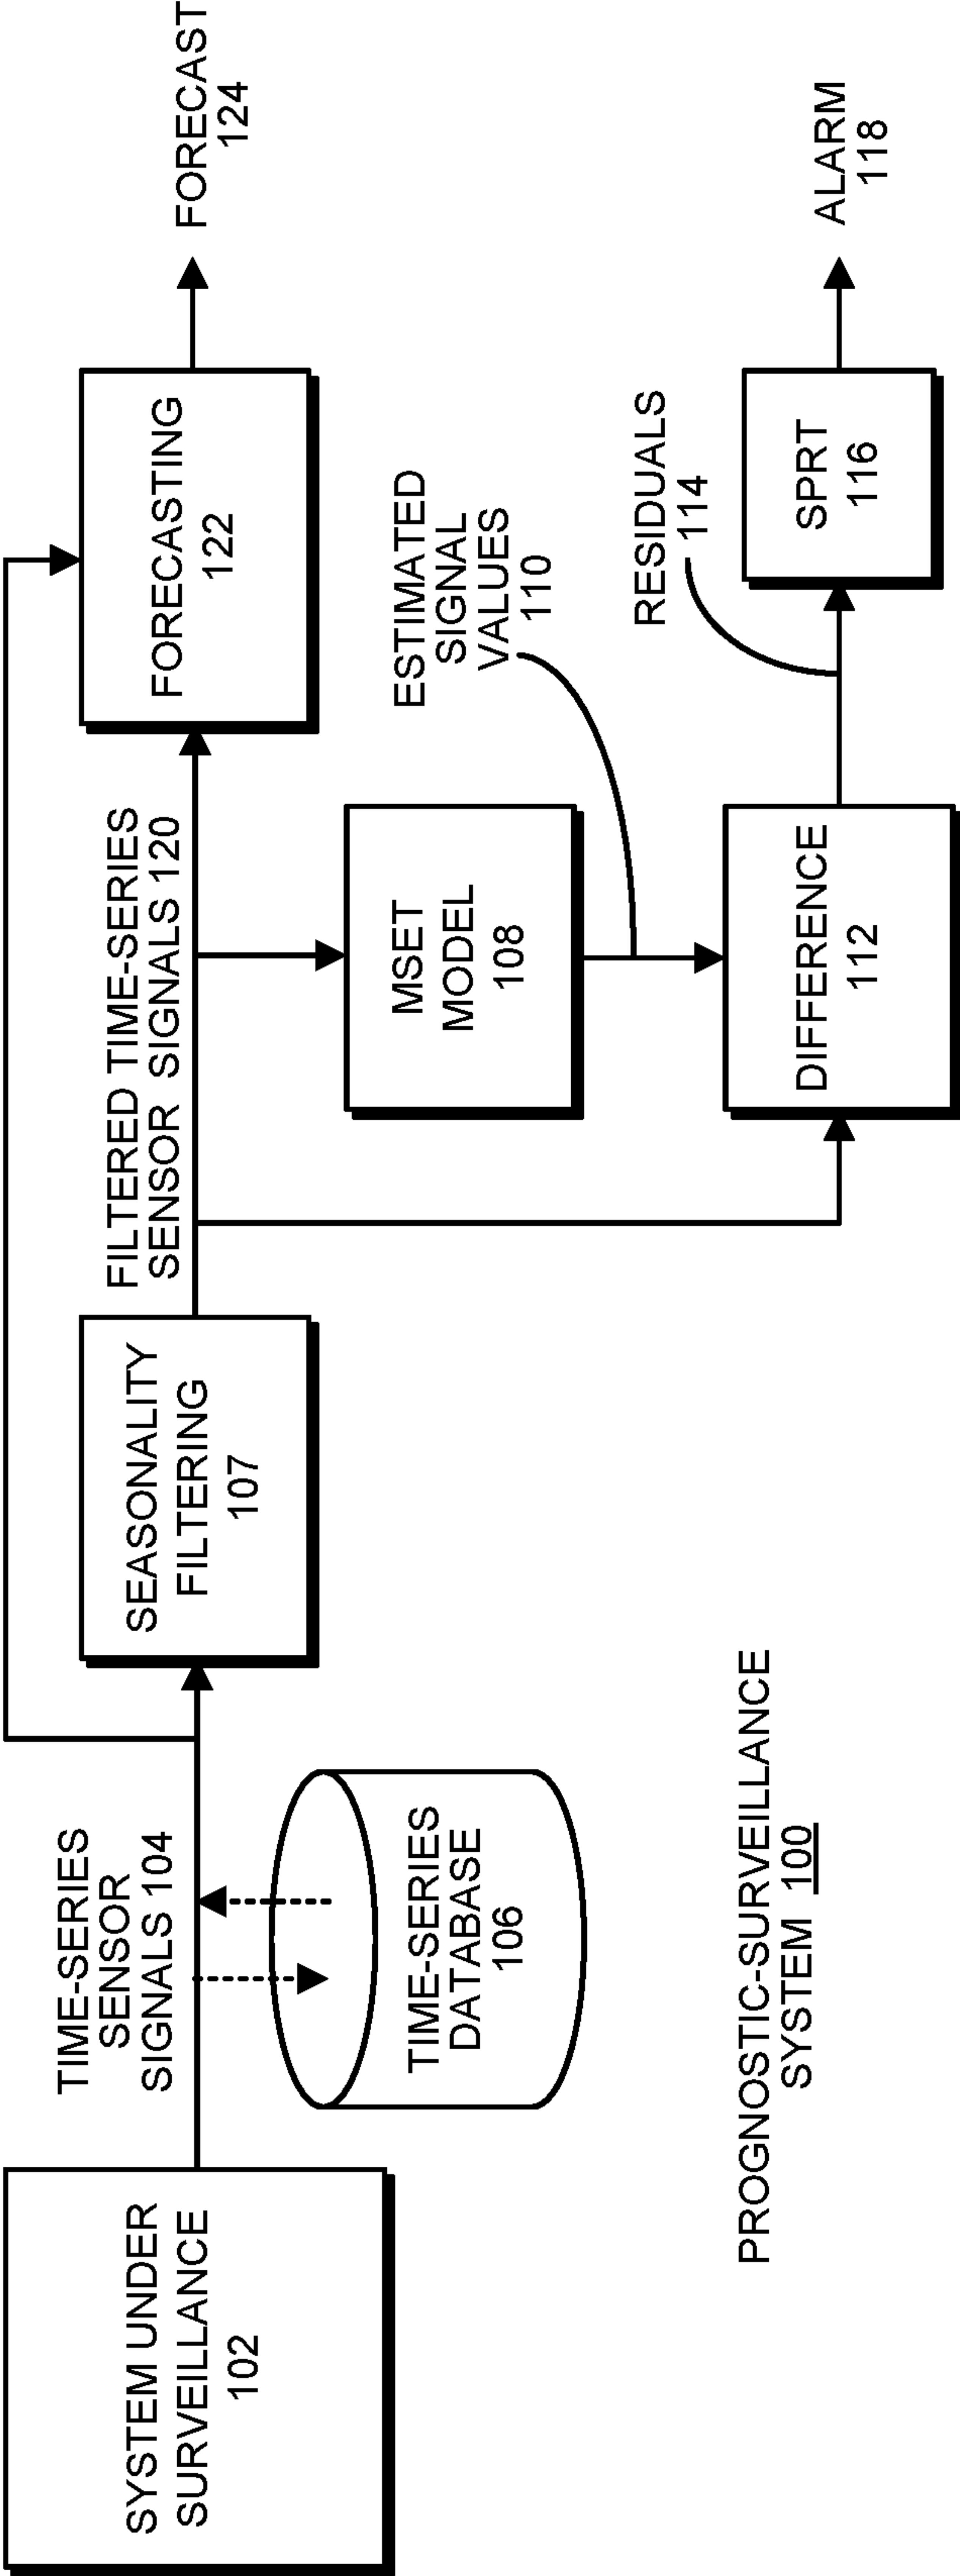 SYSTEM UNDER
SURVEILLANCE
102
TIME-SERIES
SENSOR
SIGNALS 104
TIME-SERIES
DATABASE
106
SEASONALITY
FILTERING
107
FILTERED TIME-SERIES
SENSOR SIGNALS 120
FORECASTING
122
FORECAST
124
MSET
MODEL
108
ESTIMATED
SIGNAL
VALUES
110
DIFFERENCE
112
RESIDUALS
114
SPRT
116
ALARM
118
PROGNOSTIC-SURVEILLANCE
SYSTEM 100